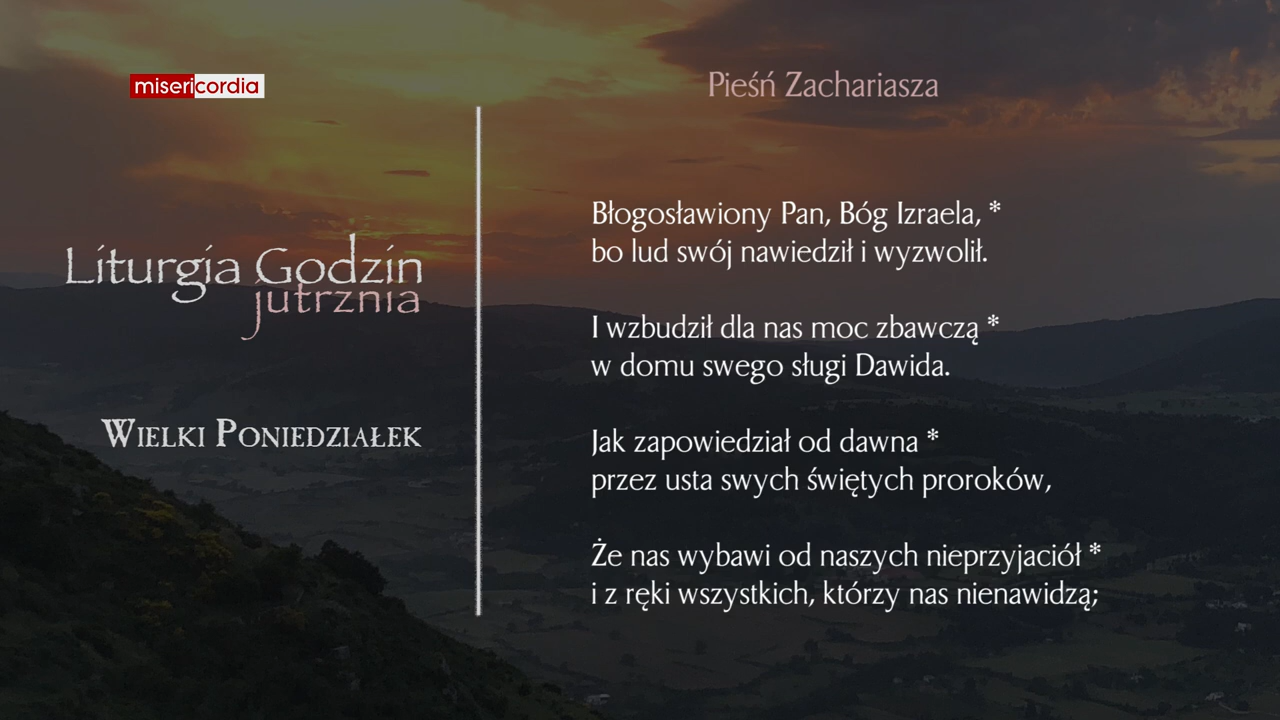 misericordia
Liturgia Godzin
jutrznia
Wielki Poniedziałek
Pieśń Zachariasza
Błogosławiony Pan, Bóg Izraela, *
bo lud swój nawiedził i wyzwolił.
I wzbudził dla nas moc zbawczą *
w domu swego sługi Dawida.
Jak zapowiedział od dawna *
przez usta swych świętych proroków,
Że nas wybawi od naszych nieprzyjaciół *
i z ręki wszystkich, którzy nas nienawidzą;